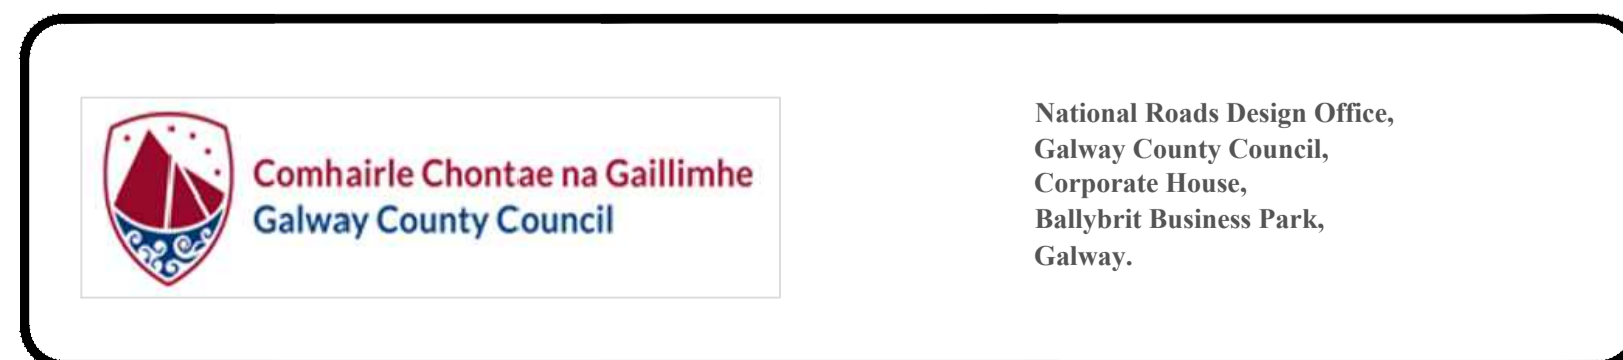 Comhairle Chontae na Gaillimhe
Galway County Council
National Roads Design Office,
Galway County Council,
Corporate House,
Ballybrit Business Park,
Galway.